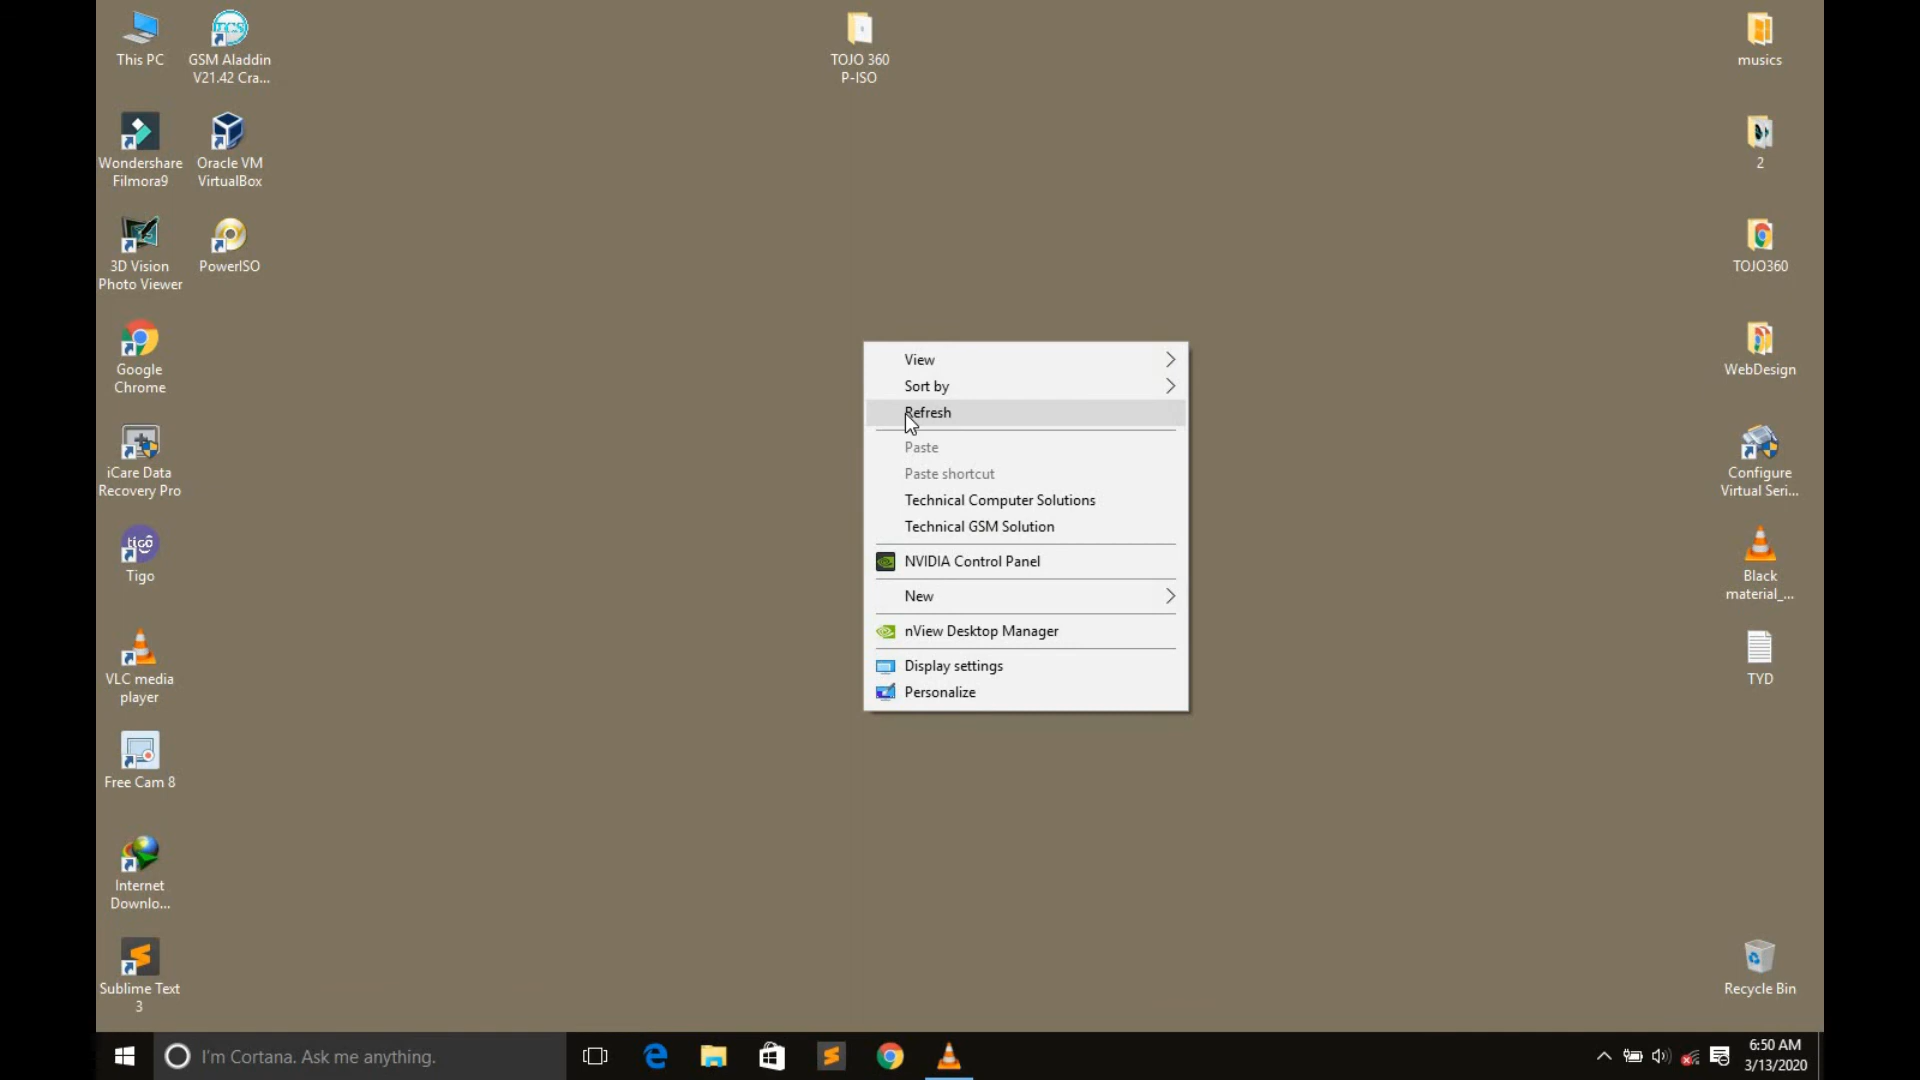 This PC
GSM Aladdin
V21.42 Cra...
TOJO 360
P-ISO
musics
Wondershare
Filmora9
Oracle VM
VirtualBox
2
3D Vision
Photo Viewer
PowerISO
TOJO360
Google
Chrome
WebDesign
View
Sort by
Refresh
Paste
Paste shortcut
Technical Computer Solutions
Technical GSM Solution
NVIDIA Control Panel
New
nView Desktop Manager
Display settings
Personalize
iCare Data
Recovery Pro
Configure
Virtual Seri...
tigo
Tigo
Black
material_...
VLC media
player
TYD
Free Cam 8
Internet
Downlo...
Sublime Text
3
Recycle Bin
I'm Cortana. Ask me anything.
6:50 AM
3/13/2020